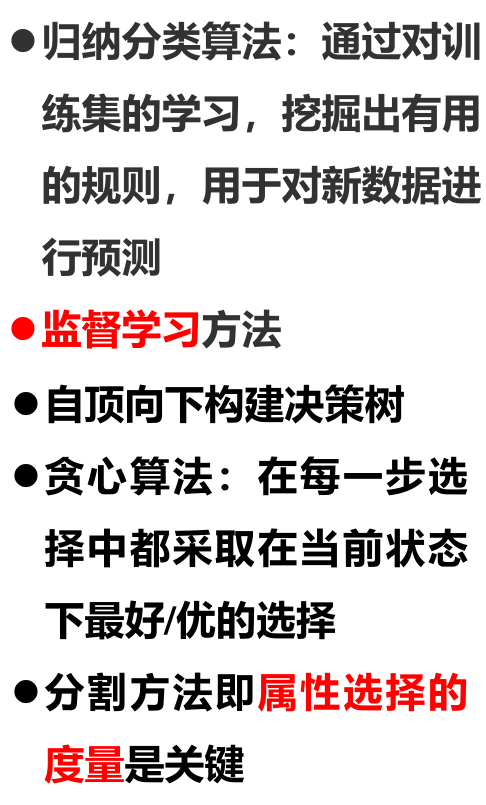 ●归纳分类算法：通过对训
练集的学习，挖掘出有用
的规则，用于对新数据进
行预测
●监督学习方法
●自顶向下构建决策树
●贪心算法：在每一步选
择中都采取在当前状态
下最好/优的选择
●分割方法即属性选择的
度量是关键